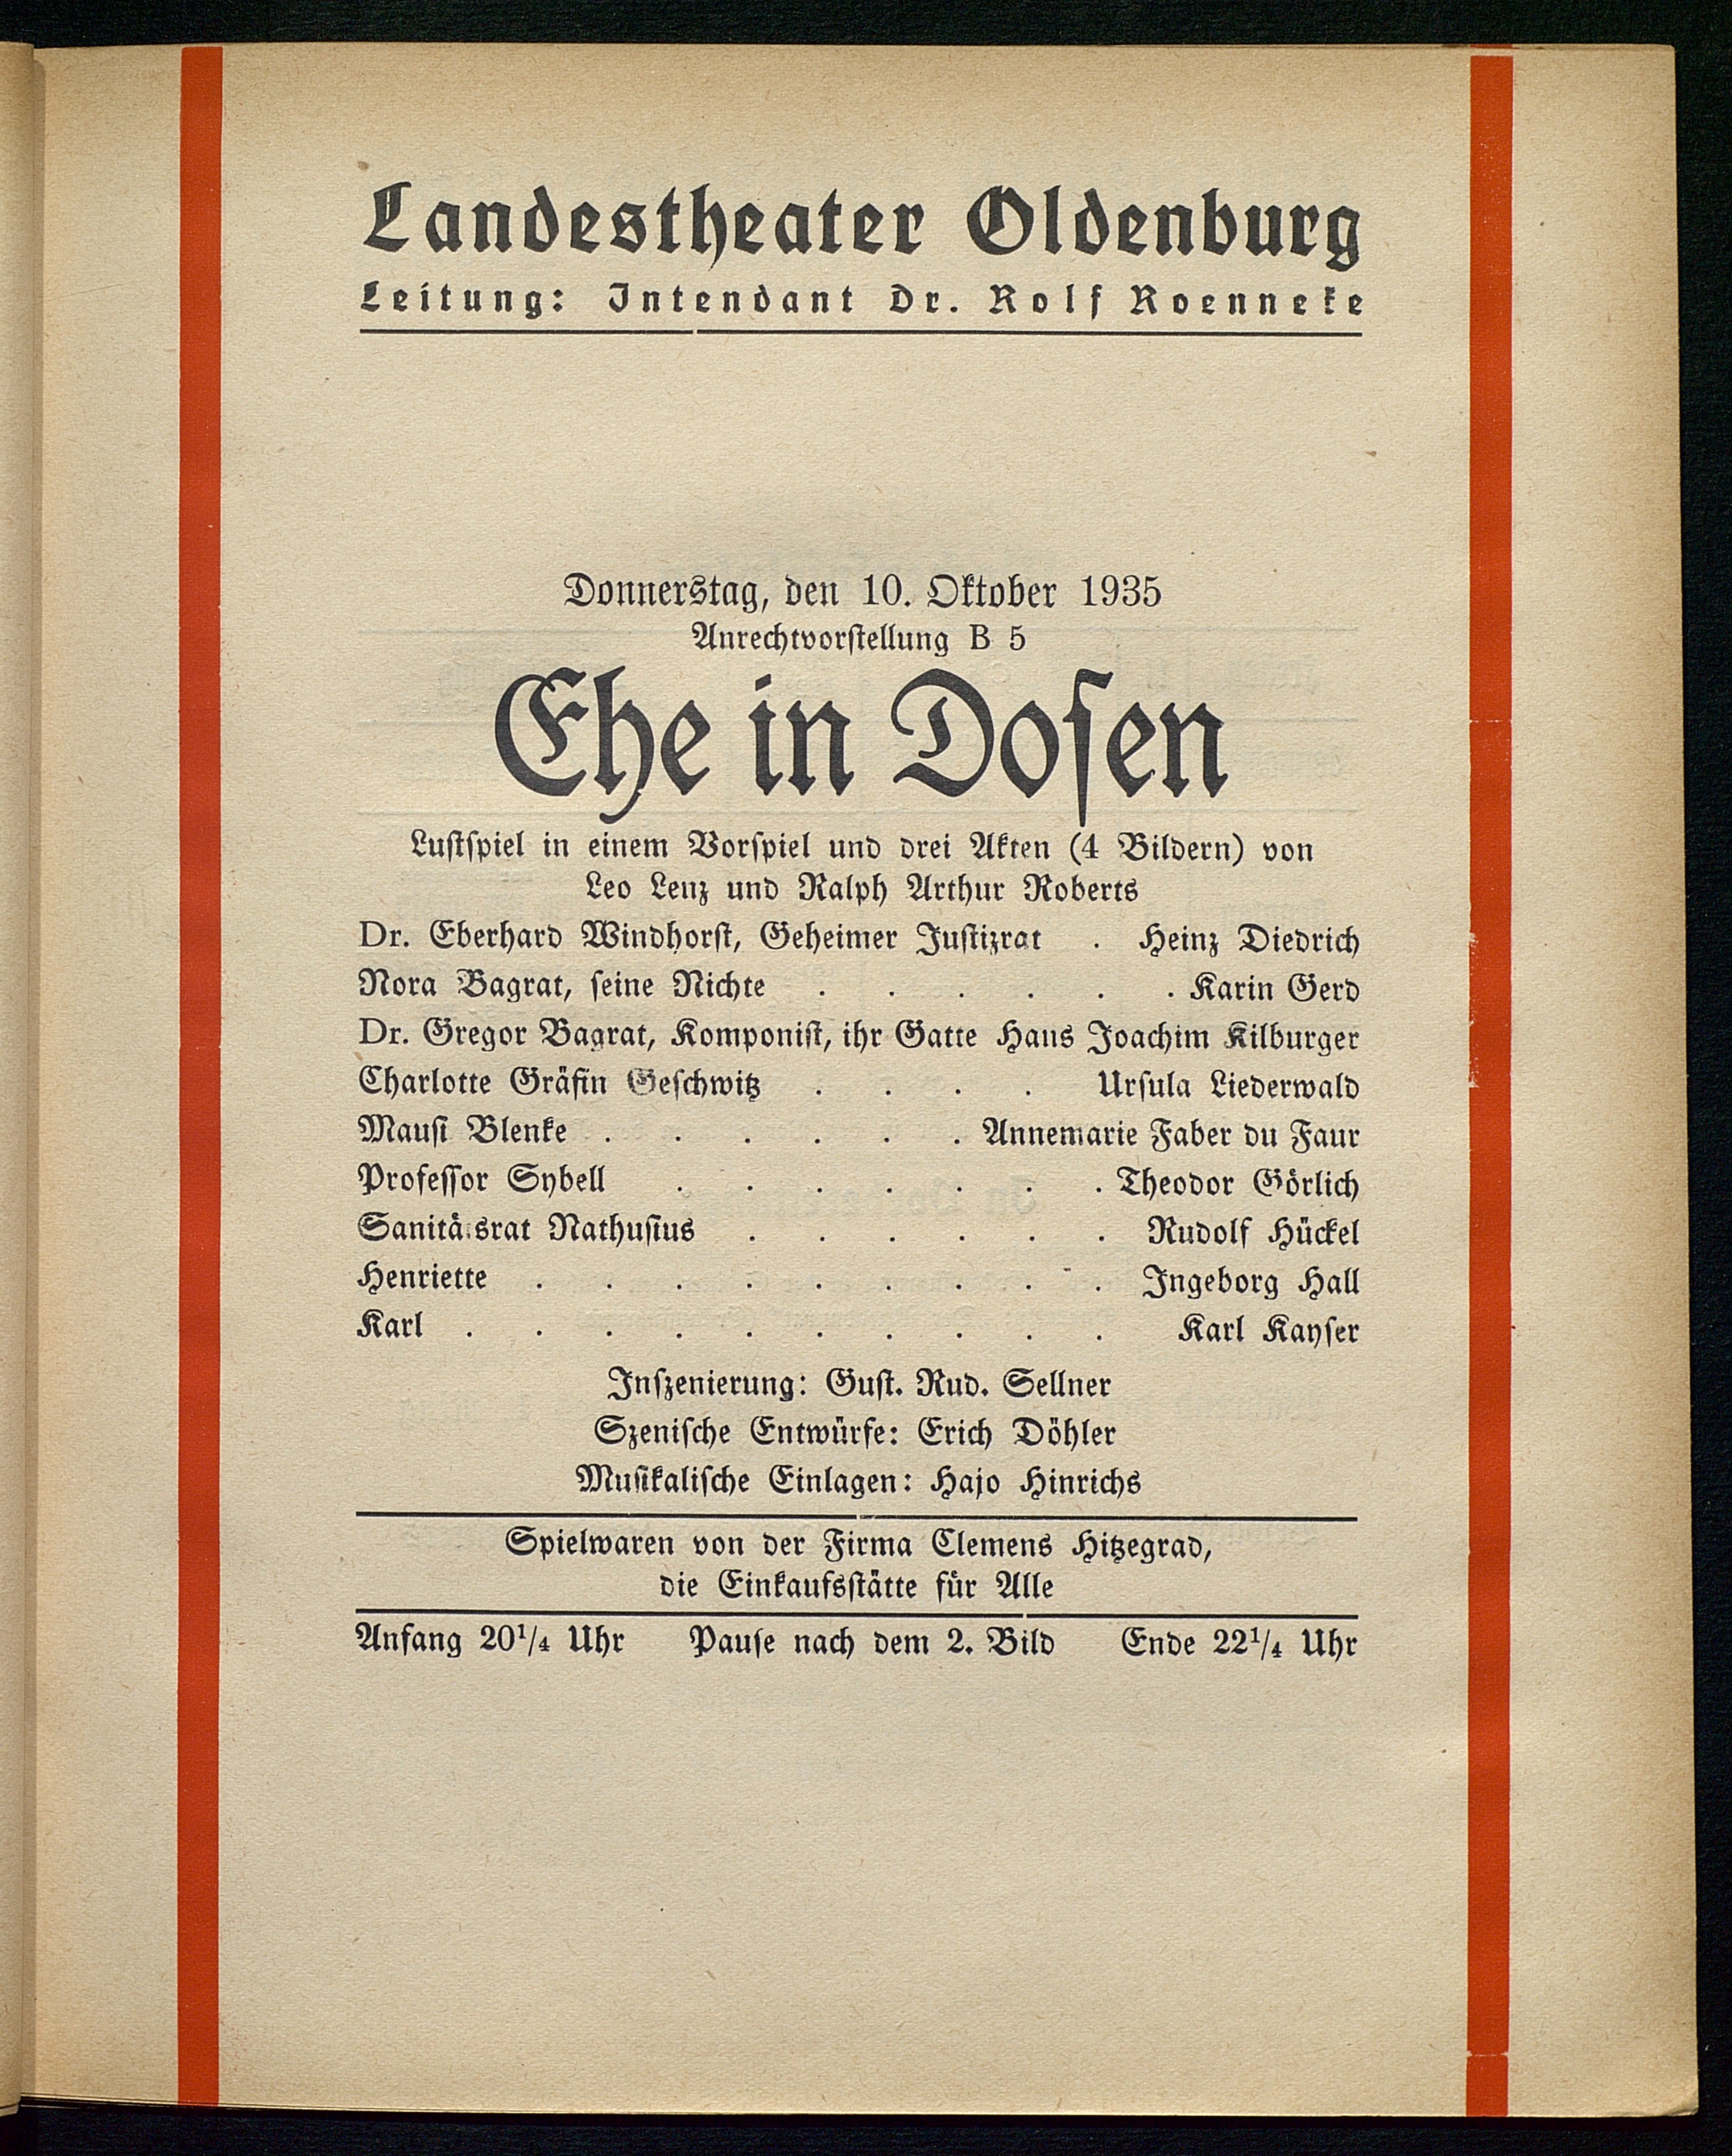 Landestheater Oldenburg
Leitung: Intendant Dr. Rolf Roenneke
Donnerstag, den 10. Oktober 1935
Anrechtvorstellung B 5
Ehe in Dosen
Lustspiel in einem Vorspiel und drei Akten (4 Bildern) von
Leo Lenz und Ralph Arthur Roberts
Dr. Eberhard Windhorst, Geheimer Justizrat . Heinz Diedrich
Nora Bagrat, seine Nichte . . . . . . Karin Gerd
Dr. Gregor Bagrat, Komponist, ihr Gatte Hans Joachim Kilburger
Charlotte Gräfin Geschwitz . . . . Ursula Liederwald
Mausi Blenke . . . . . . Annemarie Faber du Faur
Professor Sybell . . . . . . . Theodor Görlich
Sanitätsrat Nathusius . . . . . . Rudolf Hückel
Henriette . . . . . . . . . Ingeborg Hall
Karl . . . . . . . . . . Karl Kayser
Inszenierung: Gust. Rud. Sellner
Szenische Entwürfe: Erich Döhler
Musikalische Einlagen: Hajo Hinrichs
Spielwaren von der Firma Clemens Hitzegrad,
die Einkaufsstätte für Alle
Anfang 20¹/₄ Uhr Pause nach dem 2. Bild Ende 22¹/₄ Uhr